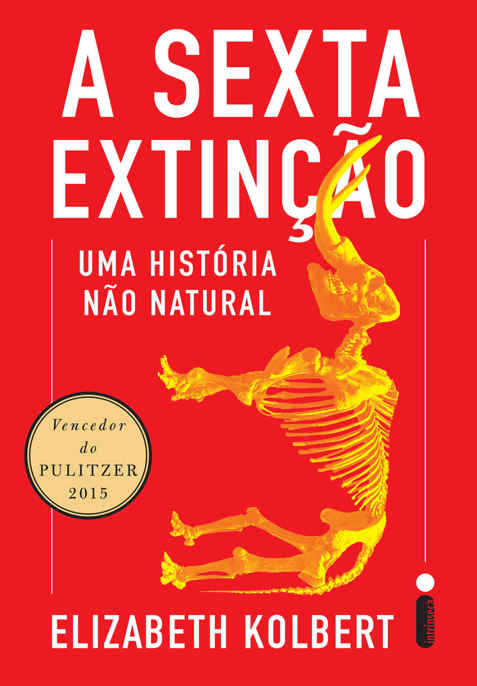 A SEXTA
EXTINÇÃO
UMA HISTÓRIA
NÃO NATURAL
Vencedor
do
PULITZER
2015
ELIZABETH KOLBERT
intrínseca